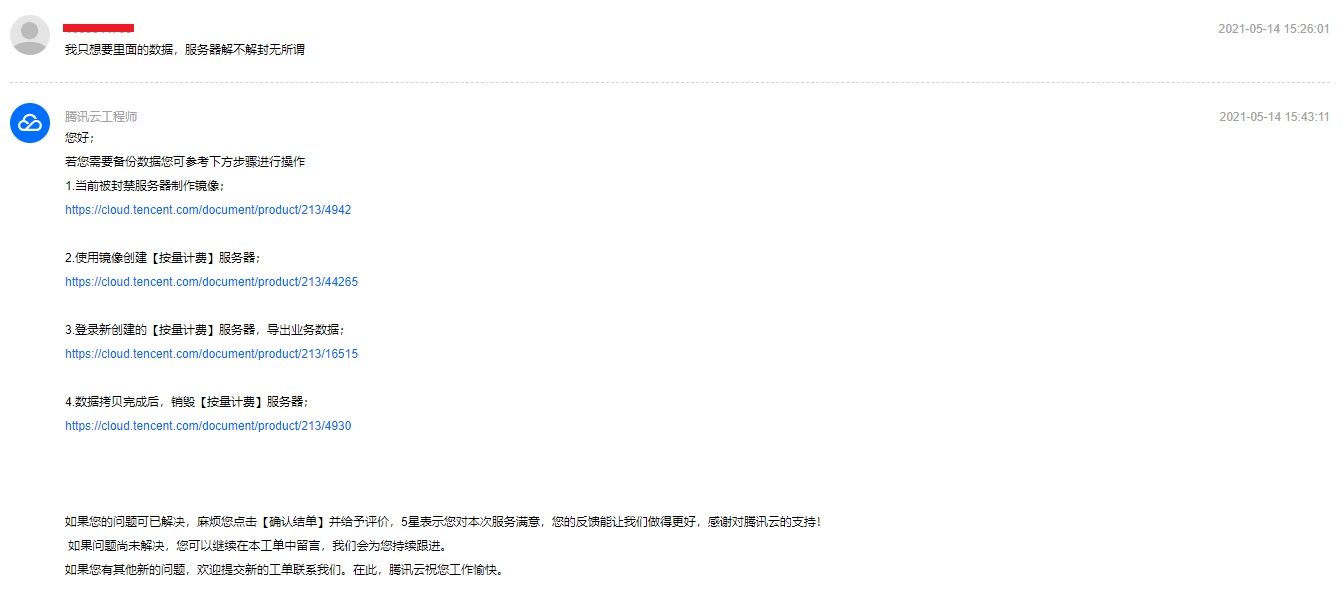 2021-05-14 15:26:01
我只想要里面的数据，服务器解不解封无所谓
腾讯云工程师
2021-05-14 15:43:11
您好；
若您需要备份数据您可参考下方步骤进行操作
1.当前被封禁服务器制作镜像；
https://cloud.tencent.com/document/product/213/4942
2.使用镜像创建【按量计费】服务器；
https://cloud.tencent.com/document/product/213/44265
3.登录新创建的【按量计费】服务器，导出业务数据；
https://cloud.tencent.com/document/product/213/16515
4.数据拷贝完成后，销毁【按量计费】服务器；
https://cloud.tencent.com/document/product/213/4930
如果您的问题可已解决，麻烦您点击【确认结单】并给予评价，5星表示您对本次服务满意，您的反馈能让我们做得更好，感谢对腾讯云的支持！
如果问题尚未解决，您可以继续在本工单中留言，我们会为您持续跟进。
如果您有其他新的问题，欢迎提交新的工单联系我们。在此，腾讯云祝您工作愉快。